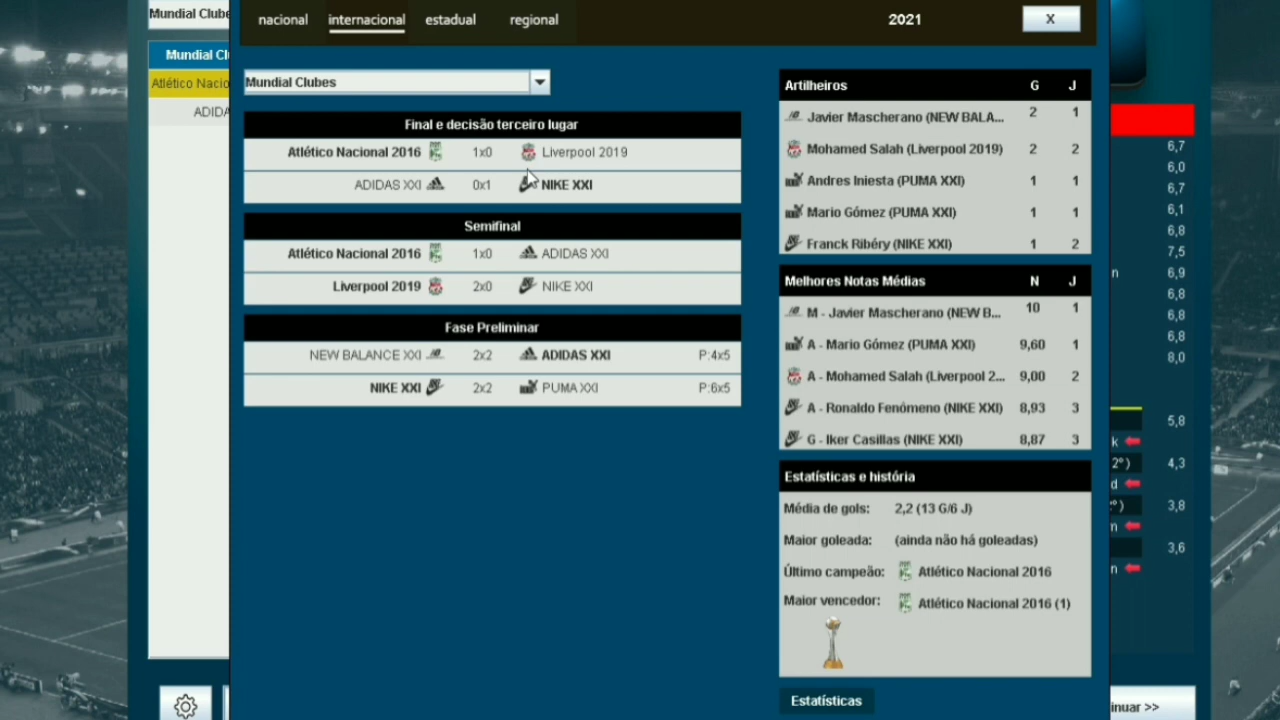 Mundial Clube
nacional internacional estadual regional 2021 X
Mundial Cl
Atlético Nacio
ADIDA
Mundial Clubes
Final e decisão terceiro lugar
Atlético Nacional 2016 1x0 Liverpool 2019
ADIDAS XXI 0x1 NIKE XXI
Semifinal
Atlético Nacional 2016 1x0 ADIDAS XXI
Liverpool 2019 2x0 NIKE XXI
Fase Preliminar
NEW BALANCE XXI 2x2 ADIDAS XXI P:4x5
NIKE XXI 2x2 PUMA XXI P:6x5
Artilheiros G J
Javier Mascherano (NEW BALA... 2 1
Mohamed Salah (Liverpool 2019) 2 2
Andres Iniesta (PUMA XXI) 1 1
Mario Gómez (PUMA XXI) 1 1
Franck Ribéry (NIKE XXI) 1 2
Melhores Notas Médias N J
M - Javier Mascherano (NEW B... 10 1
A - Mario Gómez (PUMA XXI) 9,60 1
A - Mohamed Salah (Liverpool 2... 9,00 2
A - Ronaldo Fenómeno (NIKE XXI) 8,93 3
G - Iker Casillas (NIKE XXI) 8,87 3
Estatísticas e história
Média de gols: 2,2 (13 G/6 J)
Maior goleada: (ainda não há goleadas)
Último campeão: Atlético Nacional 2016
Maior vencedor: Atlético Nacional 2016 (1)
Estatísticas
6,7
6,0
6,7
6,1
6,8
7,5
n 6,9
6,8
6,8
6,8
8,0
5,8
k
2°) 4,3
d
°) 3,8
m
3,6
n
inuar >>